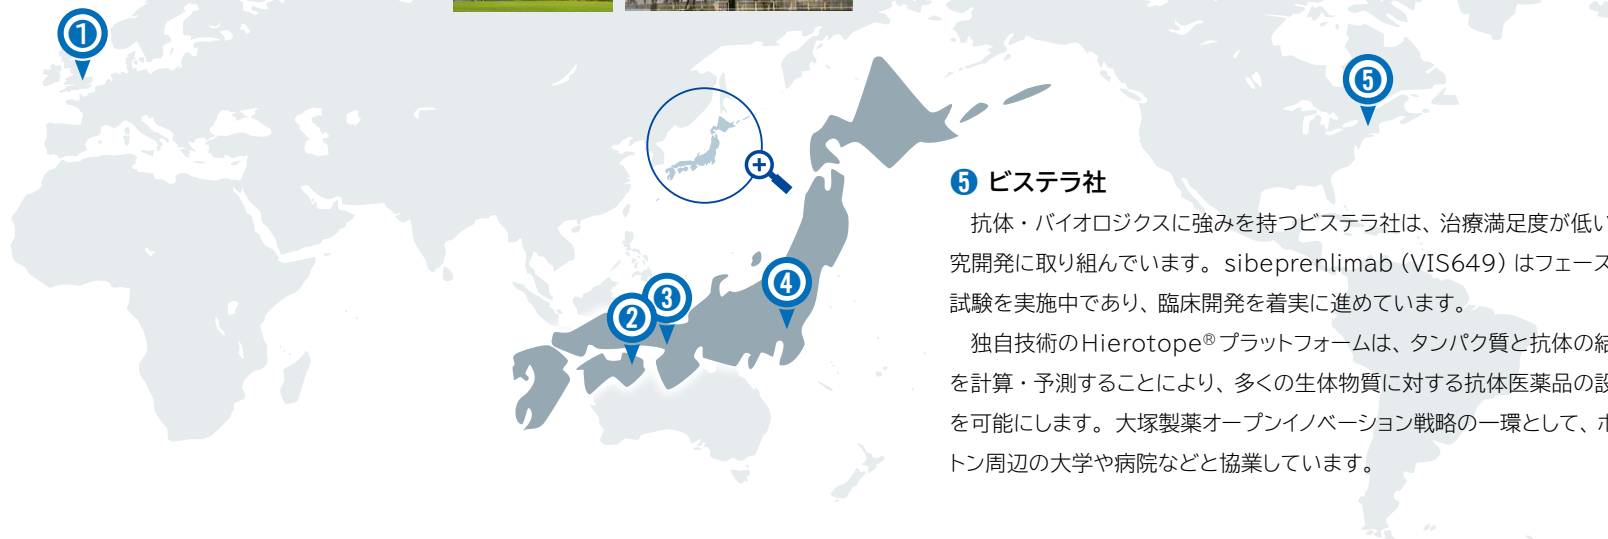 ①
⑤
❺ ビステラ社
抗体・バイオロジクスに強みを持つビステラ社は、治療満足度が低い
究開発に取り組んでいます。sibeprenlimab（VIS649）はフェーズ
④
③
②
試験を実施中であり、臨床開発を着実に進めています。
独自技術のHierotope®プラットフォームは、タンパク質と抗体の結
を計算・予測することにより、多くの生体物質に対する抗体医薬品の設
を可能にします。大塚製薬オープンイノベーション戦略の一環として、ボ
トン周辺の大学や病院などと協業しています。